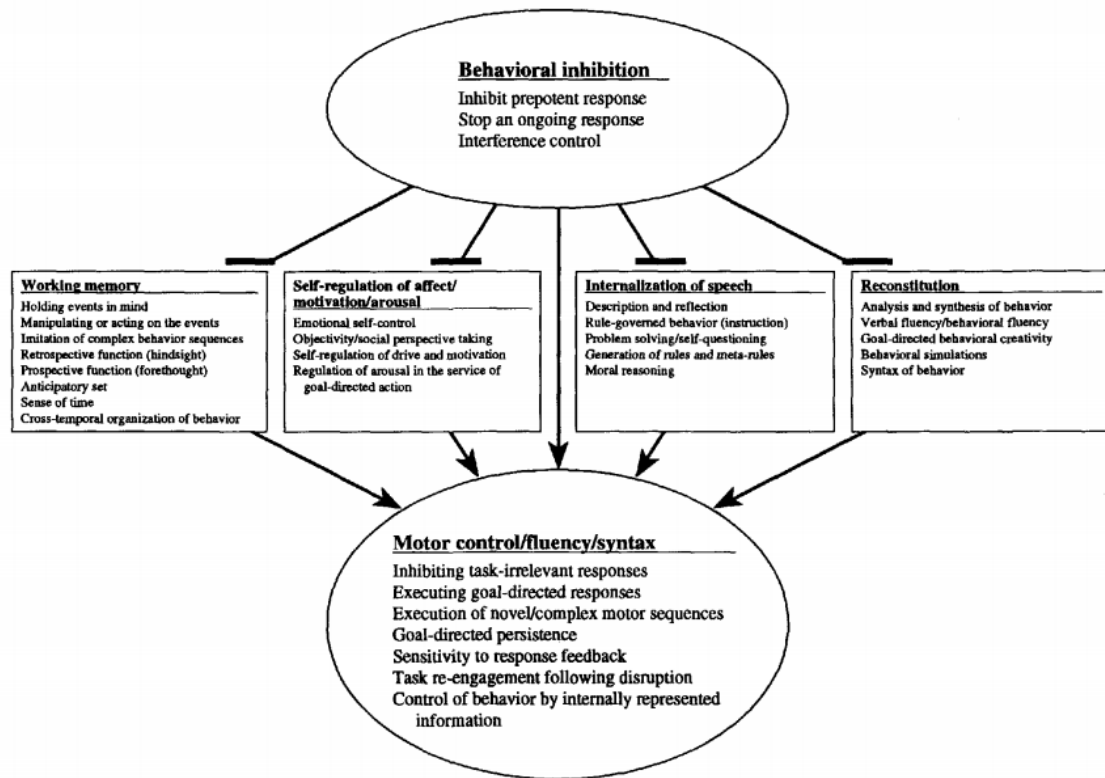 Behavioral inhibition
Inhibit prepotent response
Stop an ongoing response
Interference control
Working memory
Holding events in mind
Manipulating or acting on the events
Imitation of complex behavior sequences
Retrospective function (hindsight)
Prospective function (forethought)
Anticipatory set
Sense of time
Cross-temporal organization of behavior
Self-regulation of affect/
motivation/arousal
Emotional self-control
Objectivity/social perspective taking
Self-regulation of drive and motivation
Regulation of arousal in the service of
goal-directed action
Internalization of speech
Description and reflection
Rule-governed behavior (instruction)
Problem solving/self-questioning
Generation of rules and meta-rules
Moral reasoning
Reconstitution
Analysis and synthesis of behavior
Verbal fluency/behavioral fluency
Goal-directed behavioral creativity
Behavioral simulations
Syntax of behavior
Motor control/fluency/syntax
Inhibiting task-irrelevant responses
Executing goal-directed responses
Execution of novel/complex motor sequences
Goal-directed persistence
Sensitivity to response feedback
Task re-engagement following disruption
Control of behavior by internally represented
information